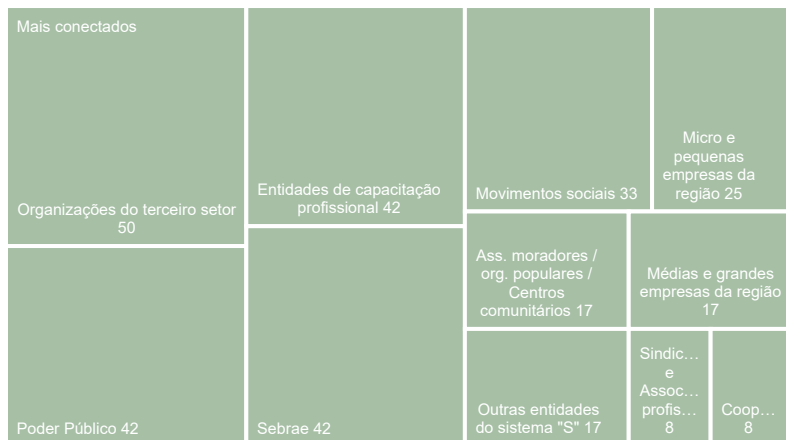 Mais conectados
Organizações do terceiro setor
50
Poder Público 42
Entidades de capacitação
profissional 42
Sebrae 42
Movimentos sociais 33
Micro e
pequenas
empresas da
região 25
Ass. moradores /
org. populares /
Centros
comunitários 17
Médias e grandes
empresas da região
17
Outras entidades
do sistema "S" 17
Sindic...
e
Assoc...
profis...
8
Coop...
8